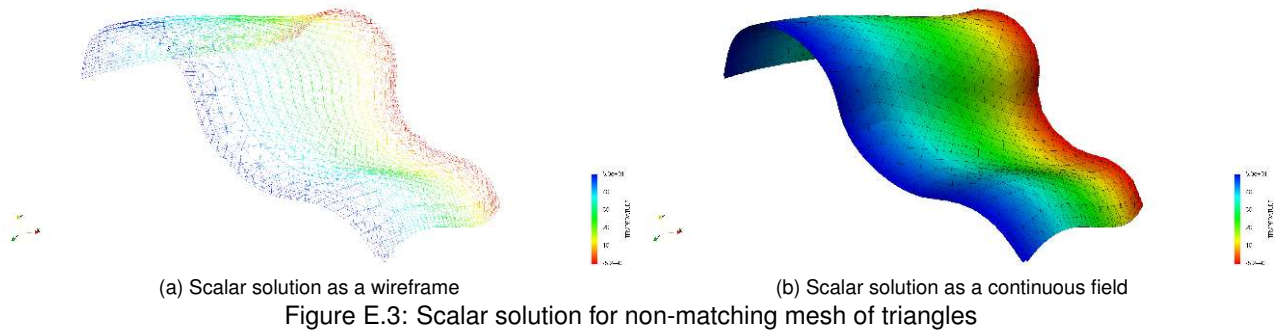 (a) Scalar solution as a wireframe
(b) Scalar solution as a continuous field
Figure E.3: Scalar solution for non-matching mesh of triangles